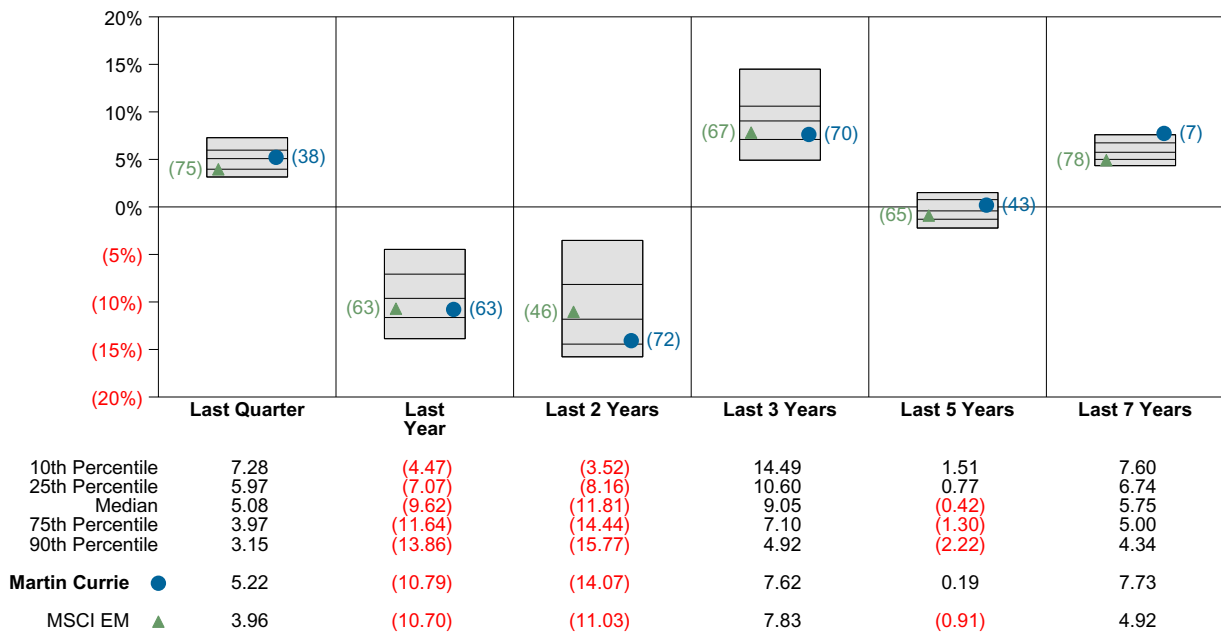 20%
15%
10%
5%
0%
(5%)
(10%)
(15%)
(20%)
(75) (38)
(63) (63)
(46) (72)
(67) (70)
(65) (43)
(78) (7)
Last Quarter Last Year Last 2 Years Last 3 Years Last 5 Years Last 7 Years
10th Percentile 7.28 (4.47) (3.52) 14.49 1.51 7.60
25th Percentile 5.97 (7.07) (8.16) 10.60 0.77 6.74
Median 5.08 (9.62) (11.81) 9.05 (0.42) 5.75
75th Percentile 3.97 (11.64) (14.44) 7.10 (1.30) 5.00
90th Percentile 3.15 (13.86) (15.77) 4.92 (2.22) 4.34
Martin Currie 5.22 (10.79) (14.07) 7.62 0.19 7.73
MSCI EM 3.96 (10.70) (11.03) 7.83 (0.91) 4.92